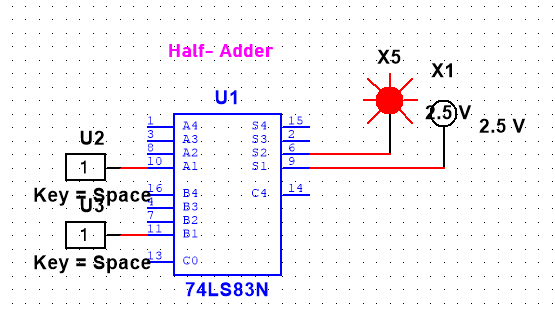 Half- Adder
X5
X1
2.5 V
2.5 V
U1
U2
1
Key = Space
U3
1
Key = Space
1 A4 S4 15
3 A3 S3 2
8 A2 S2 6
10 A1 S1 9
16 B4 C4 14
4 B3
7 B2
11 B1
13 C0
74LS83N